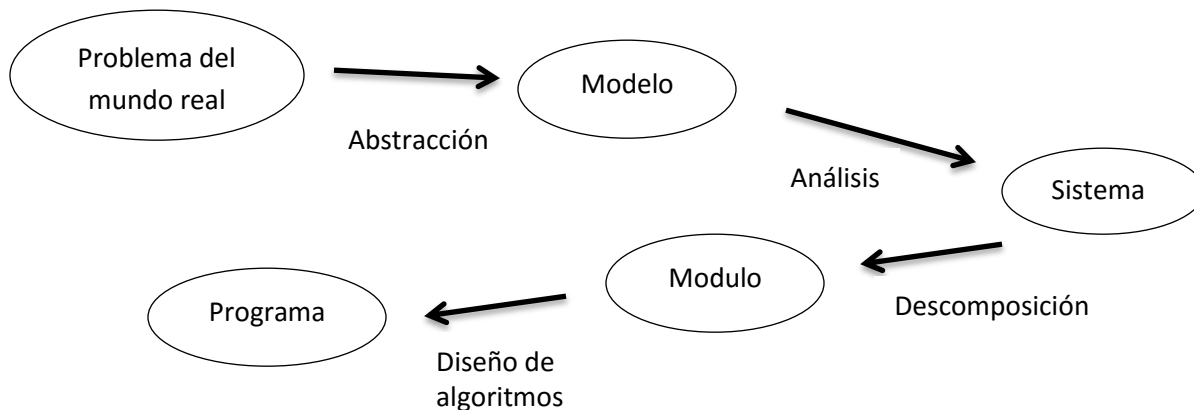 Problema del
mundo real
Modelo
Abstracción
Análisis
Sistema
Descomposición
Modulo
Diseño de
algoritmos
Programa